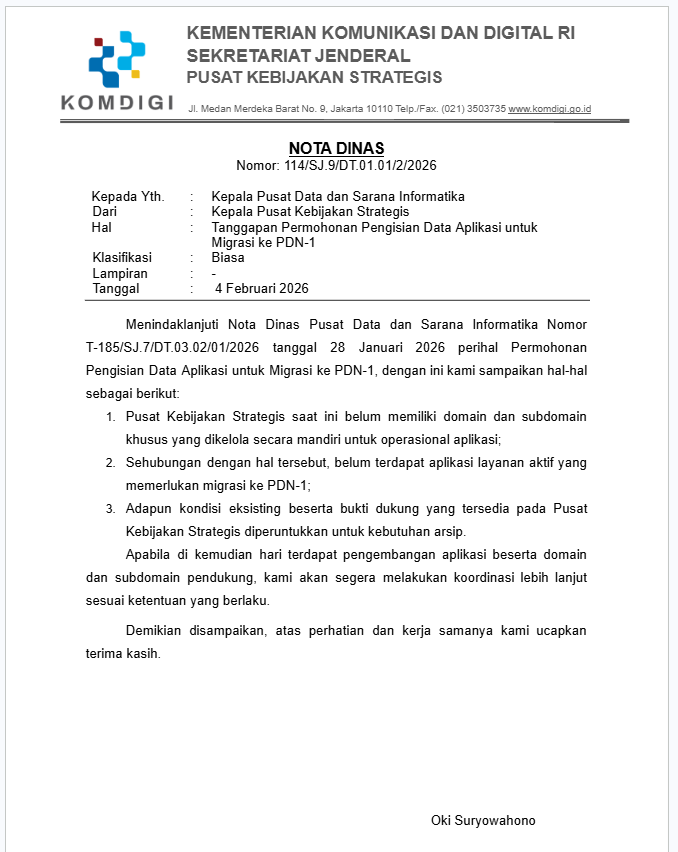 KEMENTERIAN KOMUNIKASI DAN DIGITAL RI
SEKRETARIAT JENDERAL
PUSAT KEBIJAKAN STRATEGIS
KOMDIGI
Jl. Medan Merdeka Barat No. 9, Jakarta 10110 Telp./Fax. (021) 3503735 www.komdigi.go.id
NOTA DINAS
Nomor: 114/SJ.9/DT.01.01/2/2026
Kepada Yth. : Kepala Pusat Data dan Sarana Informatika
Dari : Kepala Pusat Kebijakan Strategis
Hal : Tanggapan Permohonan Pengisian Data Aplikasi untuk
Migrasi ke PDN-1
Klasifikasi : Biasa
Lampiran : -
Tanggal : 4 Februari 2026
Menindaklanjuti Nota Dinas Pusat Data dan Sarana Informatika Nomor
T-185/SJ.7/DT.03.02/01/2026 tanggal 28 Januari 2026 perihal Permohonan
Pengisian Data Aplikasi untuk Migrasi ke PDN-1, dengan ini kami sampaikan hal-hal
sebagai berikut:
1. Pusat Kebijakan Strategis saat ini belum memiliki domain dan subdomain
khusus yang dikelola secara mandiri untuk operasional aplikasi;
2. Sehubungan dengan hal tersebut, belum terdapat aplikasi layanan aktif yang
memerlukan migrasi ke PDN-1;
3. Adapun kondisi eksisting beserta bukti dukung yang tersedia pada Pusat
Kebijakan Strategis diperuntukkan untuk kebutuhan arsip.
Apabila di kemudian hari terdapat pengembangan aplikasi beserta domain
dan subdomain pendukung, kami akan segera melakukan koordinasi lebih lanjut
sesuai ketentuan yang berlaku.
Demikian disampaikan, atas perhatian dan kerja samanya kami ucapkan
terima kasih.
Oki Suryowahono